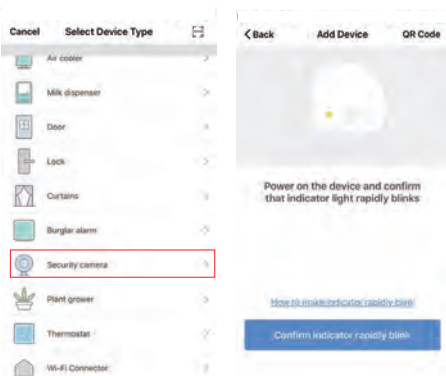 Cancel Select Device Type
Air cooler
Milk dispenser
Door
Lock
Curtains
Burglar alarm
Security camera
Plant grower
Thermostat
Wi-Fi Connector
Back Add Device QR Code
Power on the device and confirm
that indicator light rapidly blinks
How to make indicator rapidly blink
Confirm indicator rapidly blink